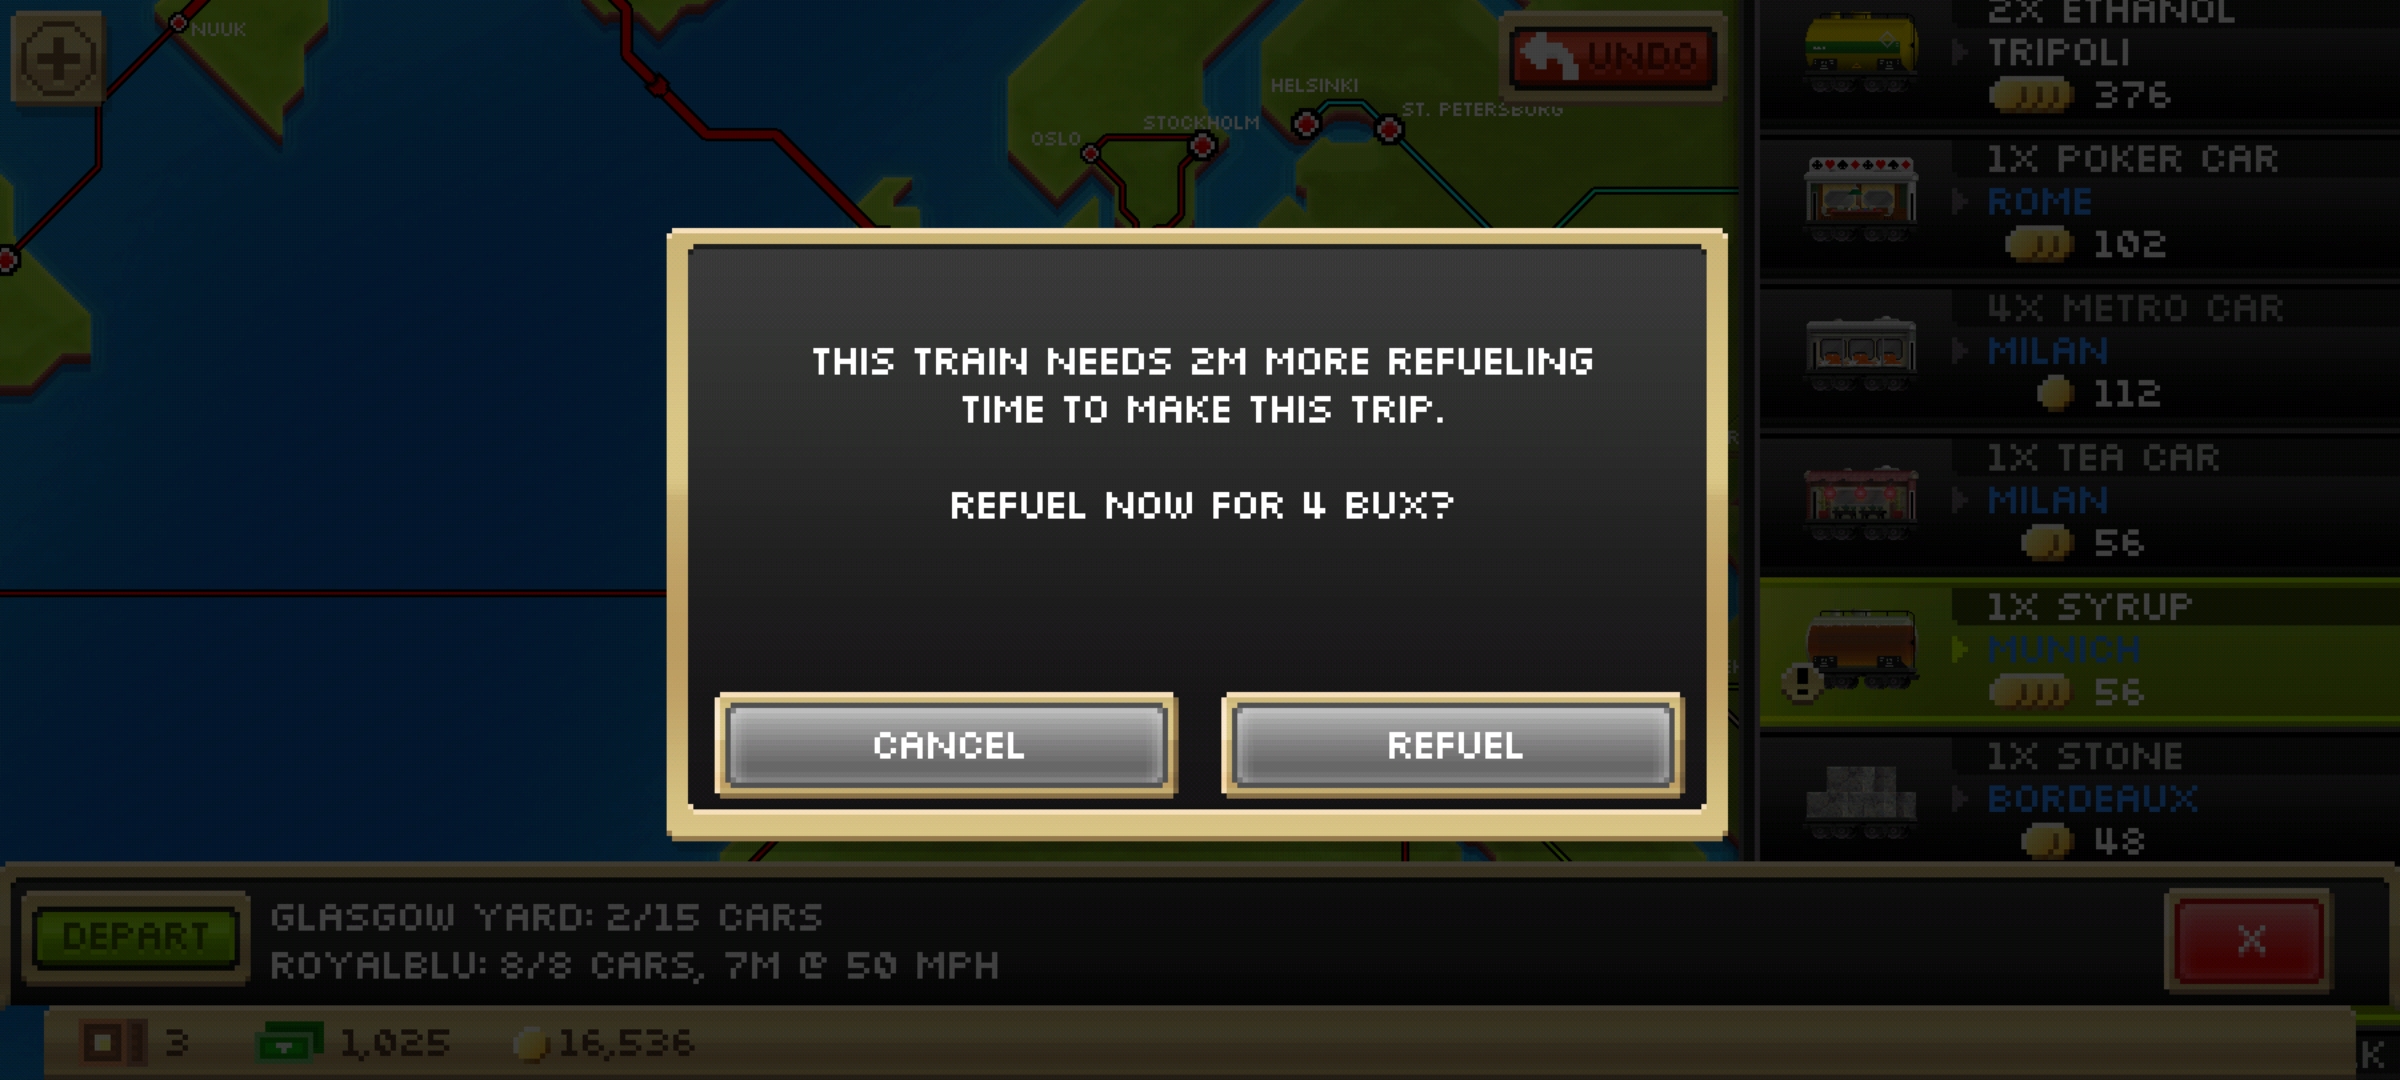 NUUK
UNDO
HELSINKI
ST. PETERSBURG
STOCKHOLM
OSLO
THIS TRAIN NEEDS 2M MORE REFUELING
TIME TO MAKE THIS TRIP.
REFUEL NOW FOR 4 BUX?
CANCEL
REFUEL
2X ETHANOL
TRIPOLI
376
1X POKER CAR
ROME
102
4X METRO CAR
MILAN
112
1X TEA CAR
MILAN
56
1X SYRUP
MUNICH
56
1X STONE
BORDEAUX
48
DEPART
GLASGOW YARD: 2/15 CARS
ROYALBLU: 8/8 CARS, 7M @ 50 MPH
X
3
1,025
16,536